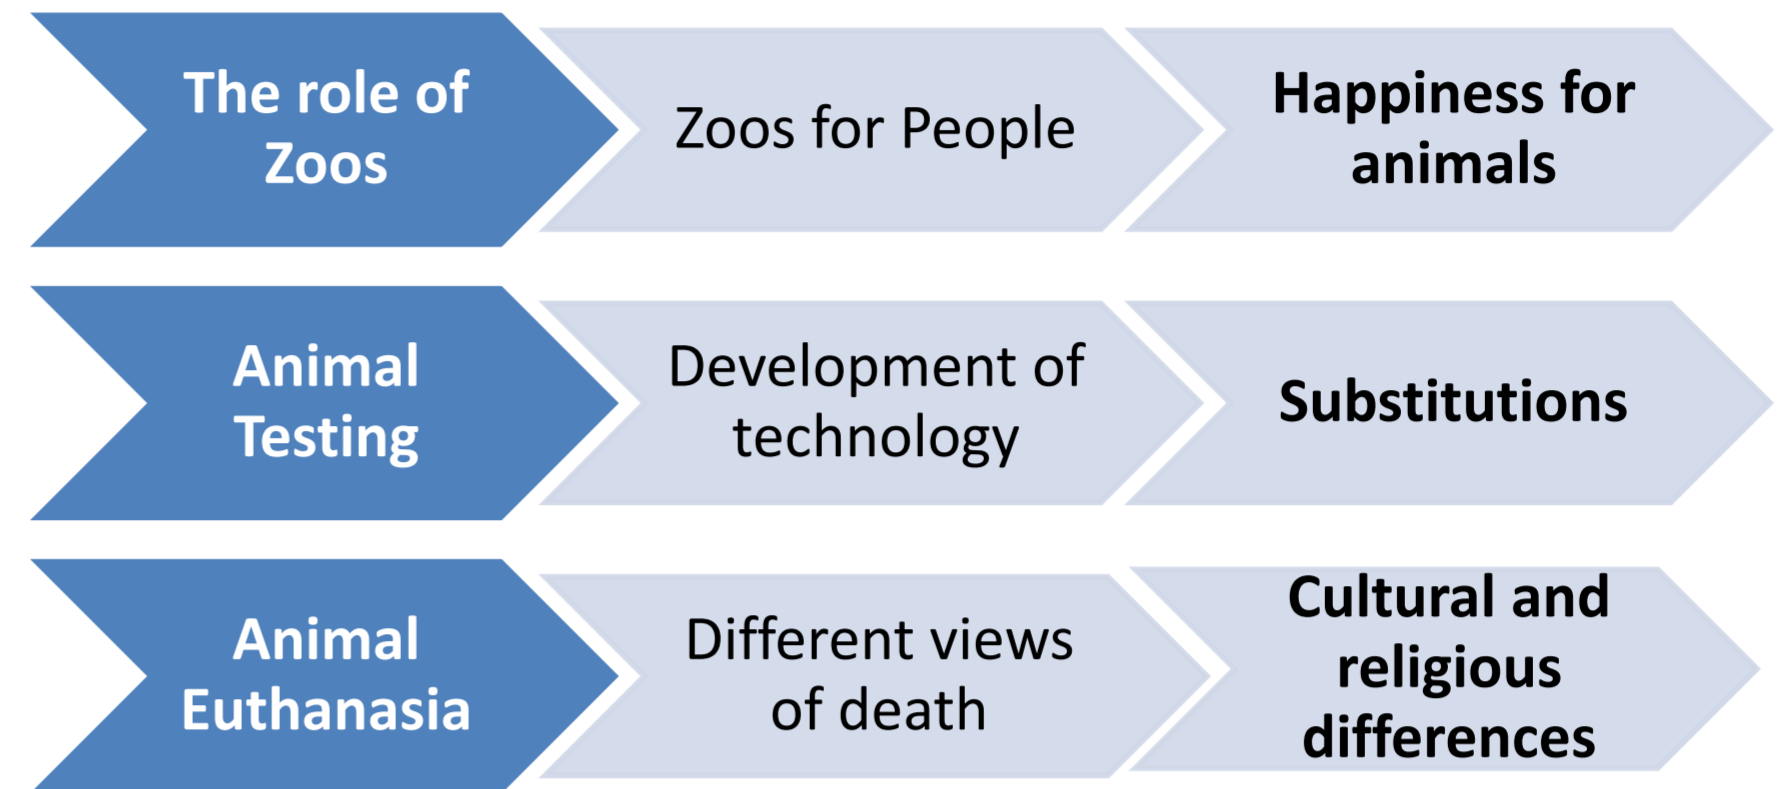 The role of
Zoos
Zoos for People
Happiness for
animals
Animal
Testing
Development of
technology
Substitutions
Animal
Euthanasia
Different views
of death
Cultural and
religious
differences